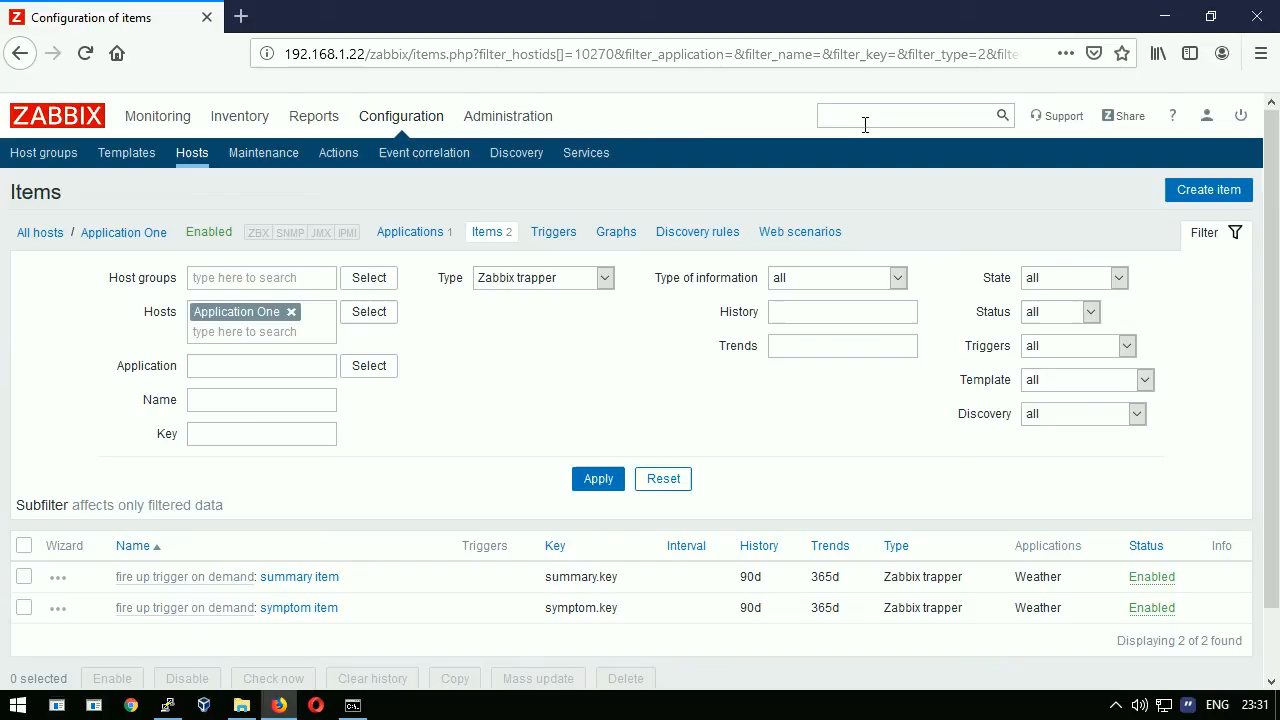 Z Configuration of items
192.168.1.22/zabbix/items.php?filter_hostids[]=10270&filter_application=&filter_name=&filter_key=&filter_type=2&filte
ZABBIX Monitoring Inventory Reports Configuration Administration Support Z Share ?
Host groups Templates Hosts Maintenance Actions Event correlation Discovery Services
Items Create item
All hosts / Application One Enabled ZBX SNMP JMX IPMI Applications 1 Items 2 Triggers Graphs Discovery rules Web scenarios Filter
Host groups type here to search Select Type Zabbix trapper Type of information all State all
Hosts Application One Select History Status all
type here to search
Trends Triggers all
Application Select
Template all
Name
Discovery all
Key
Apply Reset
Subfilter affects only filtered data
Wizard Name Triggers Key Interval History Trends Type Applications Status Info
fire up trigger on demand: summary item summary.key 90d 365d Zabbix trapper Weather Enabled
fire up trigger on demand: symptom item symptom.key 90d 365d Zabbix trapper Weather Enabled
Displaying 2 of 2 found
0 selected Enable Disable Check now Clear history Copy Mass update Delete
ENG 23:31